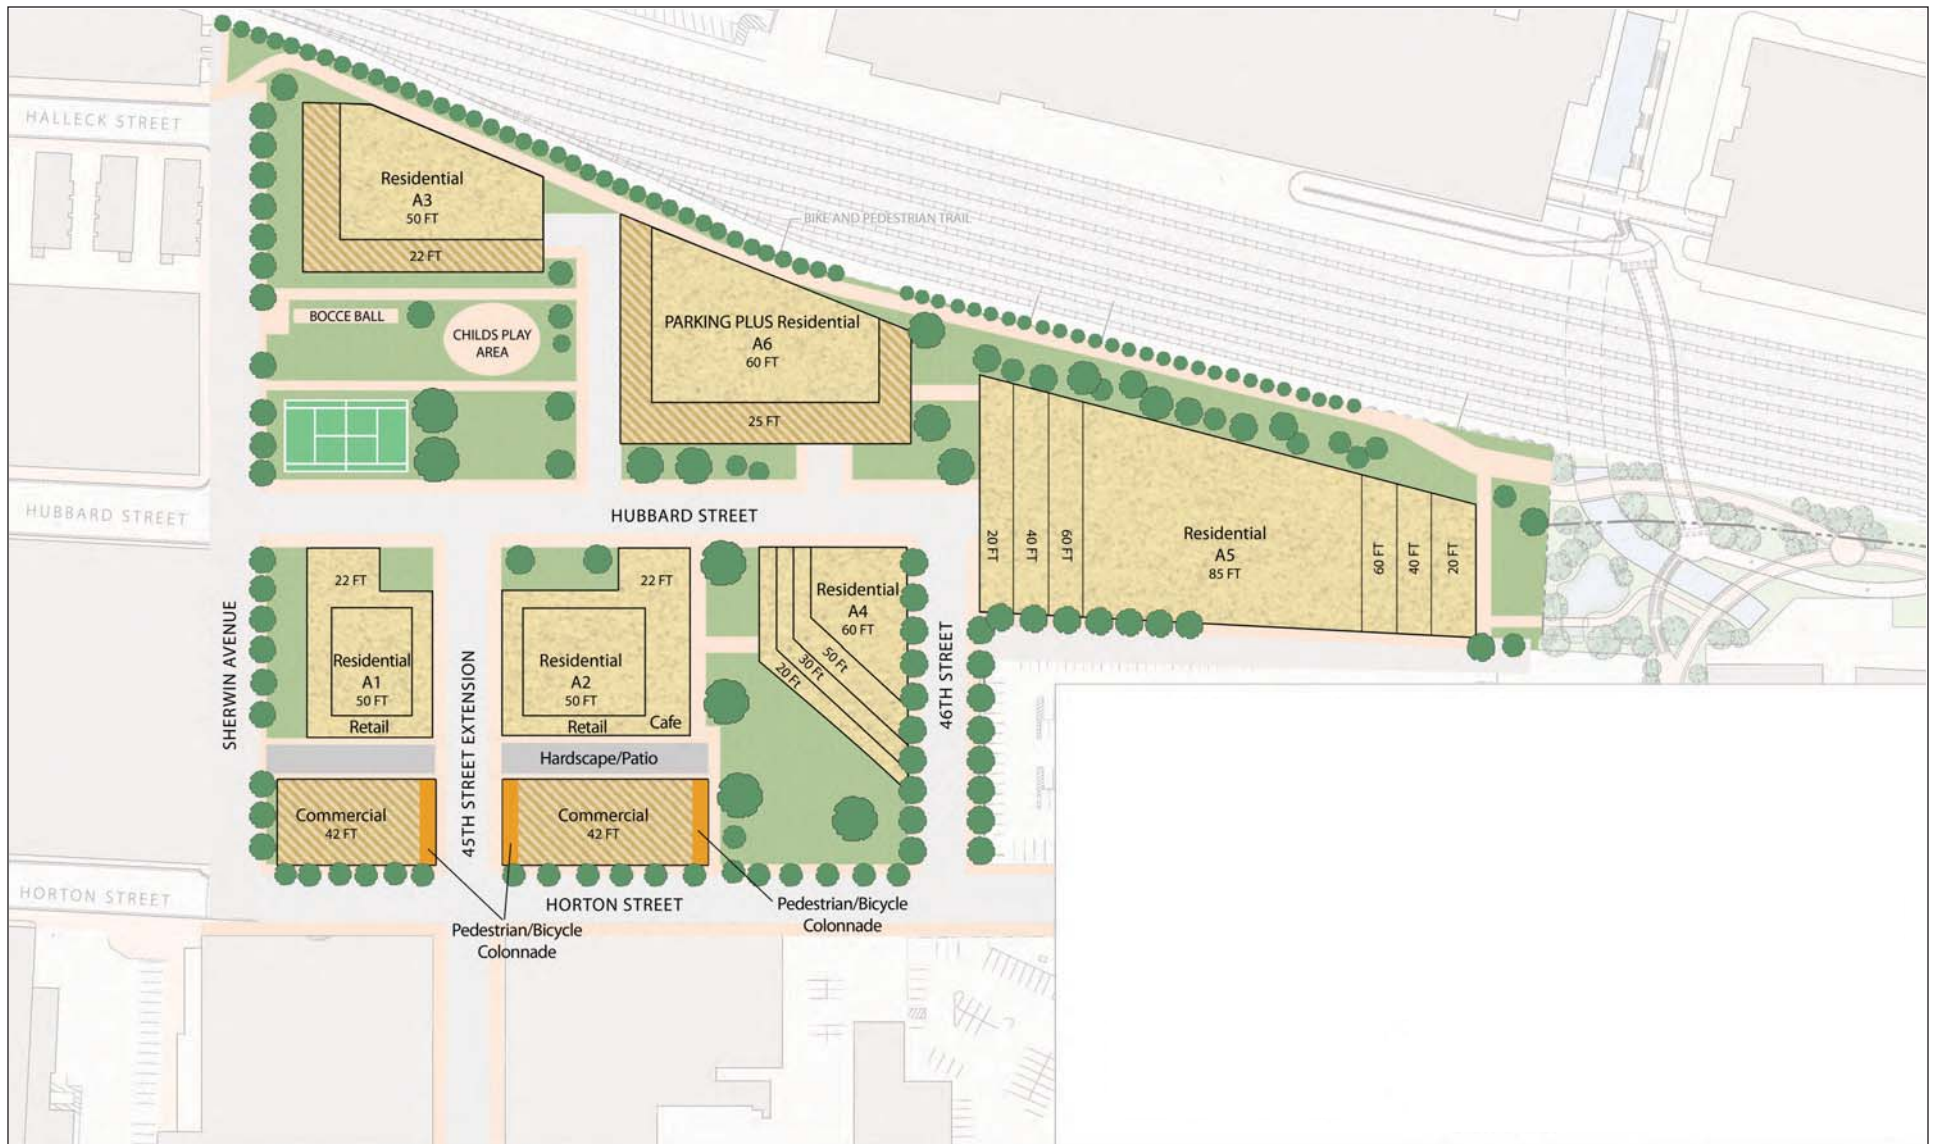 HALLECK STREET
Residential
A3
50 FT
22 FT
BIKE AND PEDESTRIAN TRAIL
BOCCE BALL
CHILDS PLAY
AREA
PARKING PLUS Residential
A6
60 FT
25 FT
HUBBARD STREET
HUBBARD STREET
20 FT
40 FT
60 FT
Residential
A5
85 FT
60 FT
40 FT
20 FT
SHERWIN AVENUE
22 FT
Residential
A1
50 FT
Retail
45TH STREET EXTENSION
22 FT
Residential
A2
50 FT
Retail
Cafe
Residential
A4
60 FT
50 Ft
30 Ft
20 Ft
46TH STREET
Hardscape/Patio
Commercial
42 FT
Commercial
42 FT
HORTON STREET
HORTON STREET
Pedestrian/Bicycle
Colonnade
Pedestrian/Bicycle
Colonnade